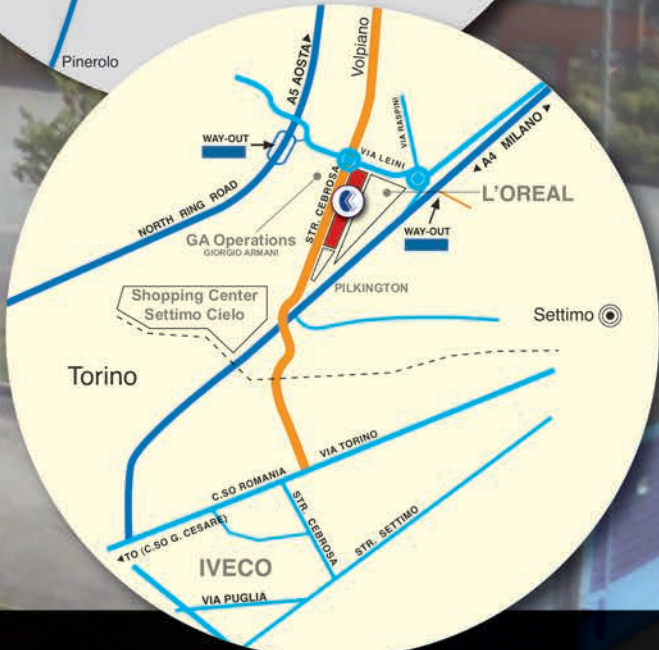 Pinerolo
A5 AOSTA
Volpiano
WAY-OUT
VIA RASPINI
VIA LEINI
A4 MILANO
NORTH RING ROAD
STR. CEBROSA
L'OREAL
WAY-OUT
GA Operations
GIORGIO ARMANI
PILKINGTON
Shopping Center
Settimo Cielo
Settimo
Torino
VIA TORINO
C.SO ROMANIA
STR. CEBROSA
STR. SETTIMO
TO (C.SO G. CESARE)
IVECO
VIA PUGLIA